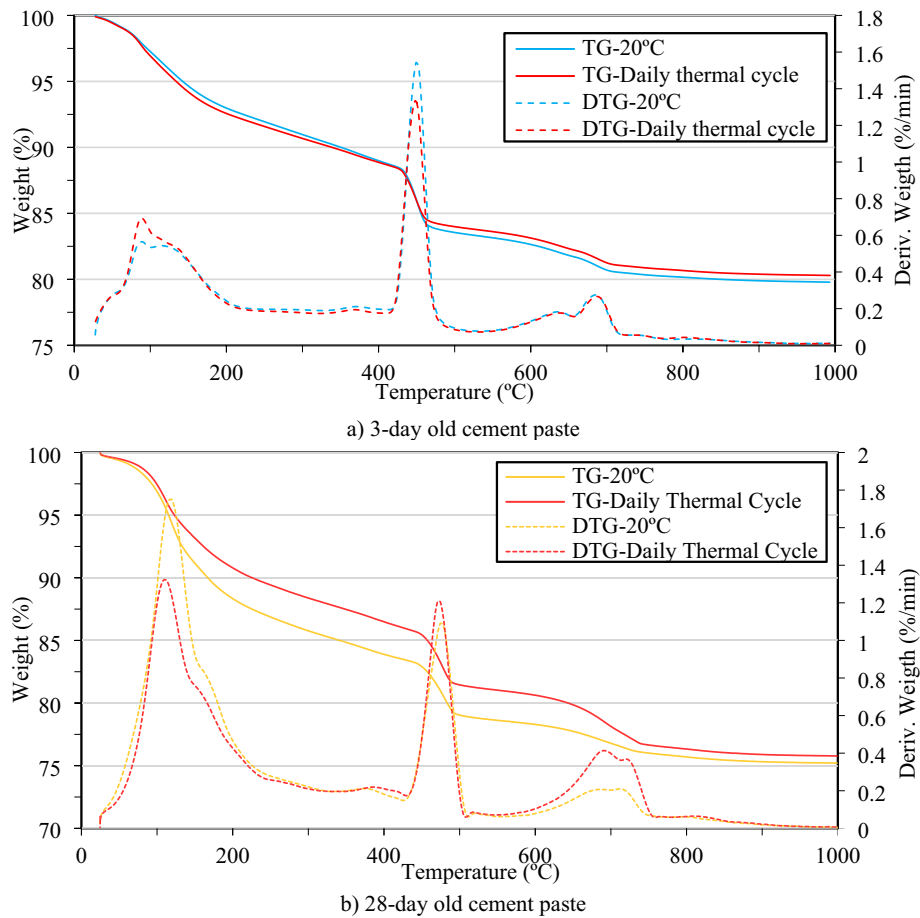 100
95
90
85
80
75
Weight (%)
TG-20ºC
TG-Daily thermal cycle
DTG-20ºC
DTG-Daily thermal cycle
1.8
1.6
1.4
1.2
1
0.8
0.6
0.4
0.2
0
Deriv. Weigth (%/min)
0
200
400
600
800
1000
Temperature (ºC)
a) 3-day old cement paste
100
95
90
85
80
75
70
Weight (%)
TG-20ºC
TG-Daily Thermal Cycle
DTG-20ºC
DTG-Daily Thermal Cycle
2
1.8
1.6
1.4
1.2
1
0.8
0.6
0.4
0.2
0
Deriv. Weigth (%/min)
0
200
400
600
800
1000
Temperature (ºC)
b) 28-day old cement paste